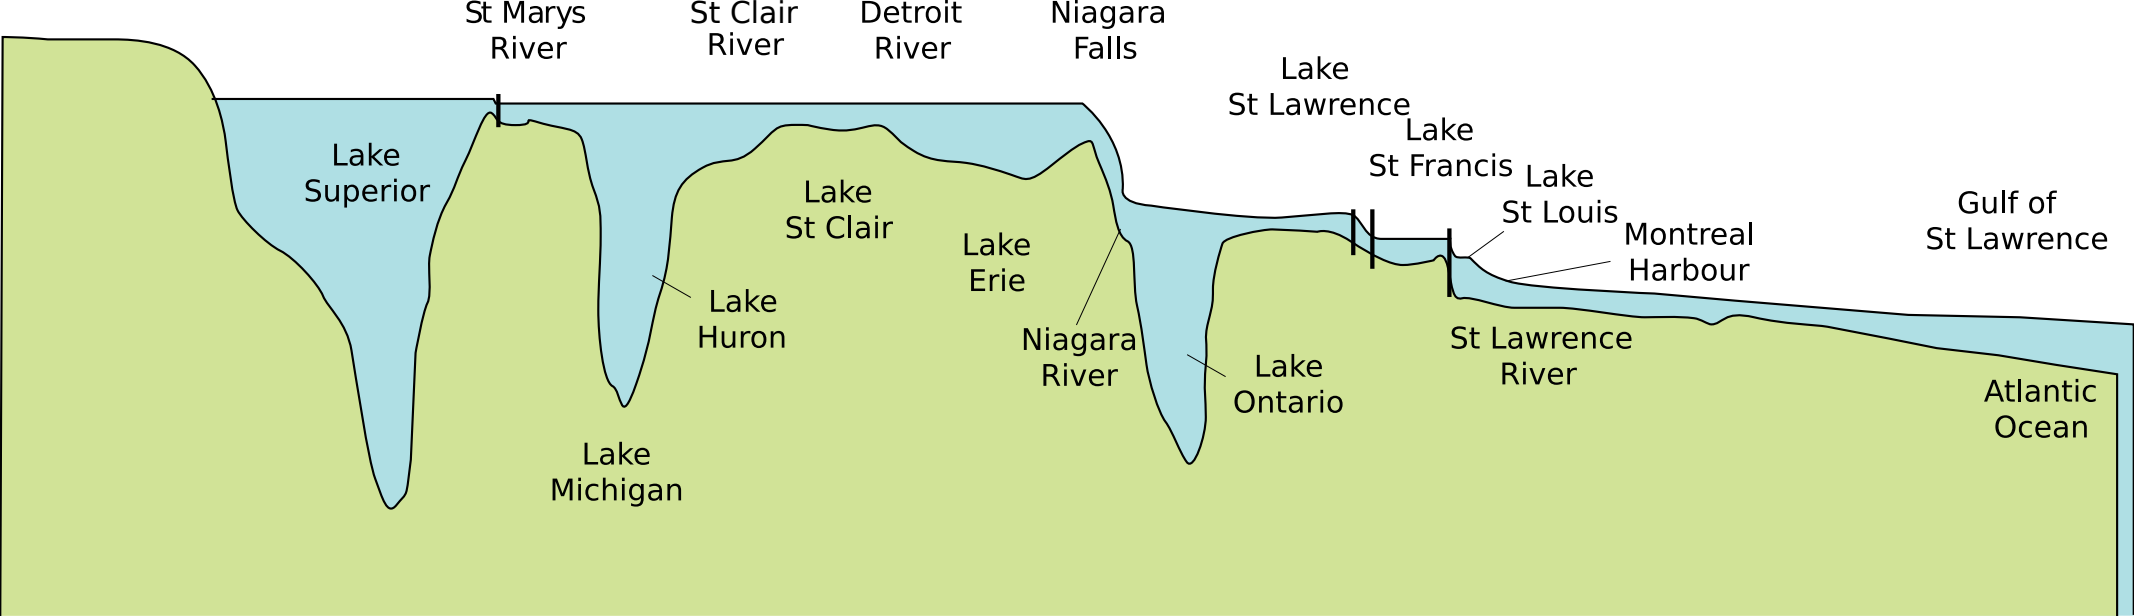 St Marys
River
St Clair
River
Detroit
River
Niagara
Falls
Lake
St Lawrence
Lake
St Francis
Lake
St Louis
Montreal
Harbour
Gulf of
St Lawrence
Lake
Superior
Lake
St Clair
Lake
Erie
Lake
Huron
Niagara
River
Lake
Ontario
St Lawrence
River
Atlantic
Ocean
Lake
Michigan